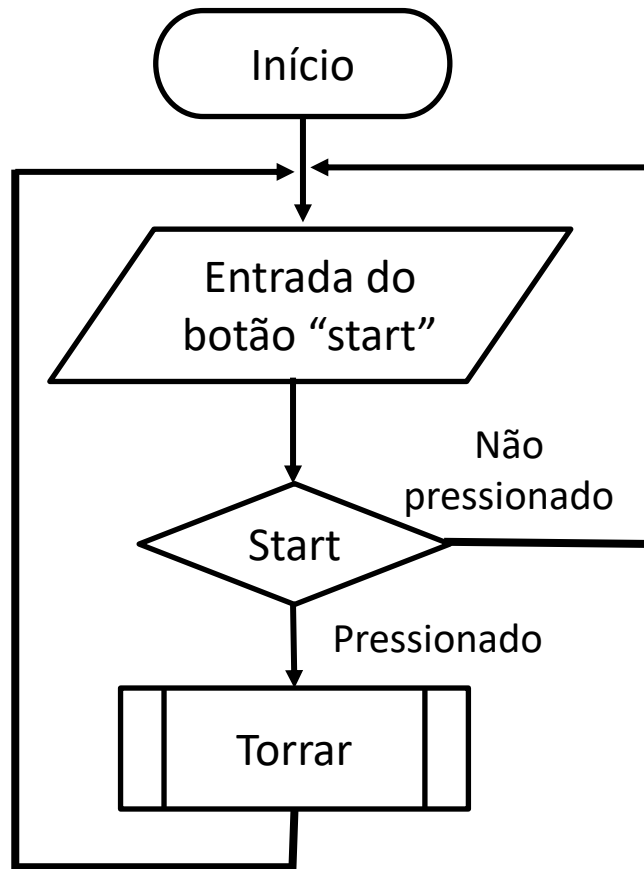 Início
Entrada do
botão “start”
Não
pressionado
Start
Pressionado
Torrar